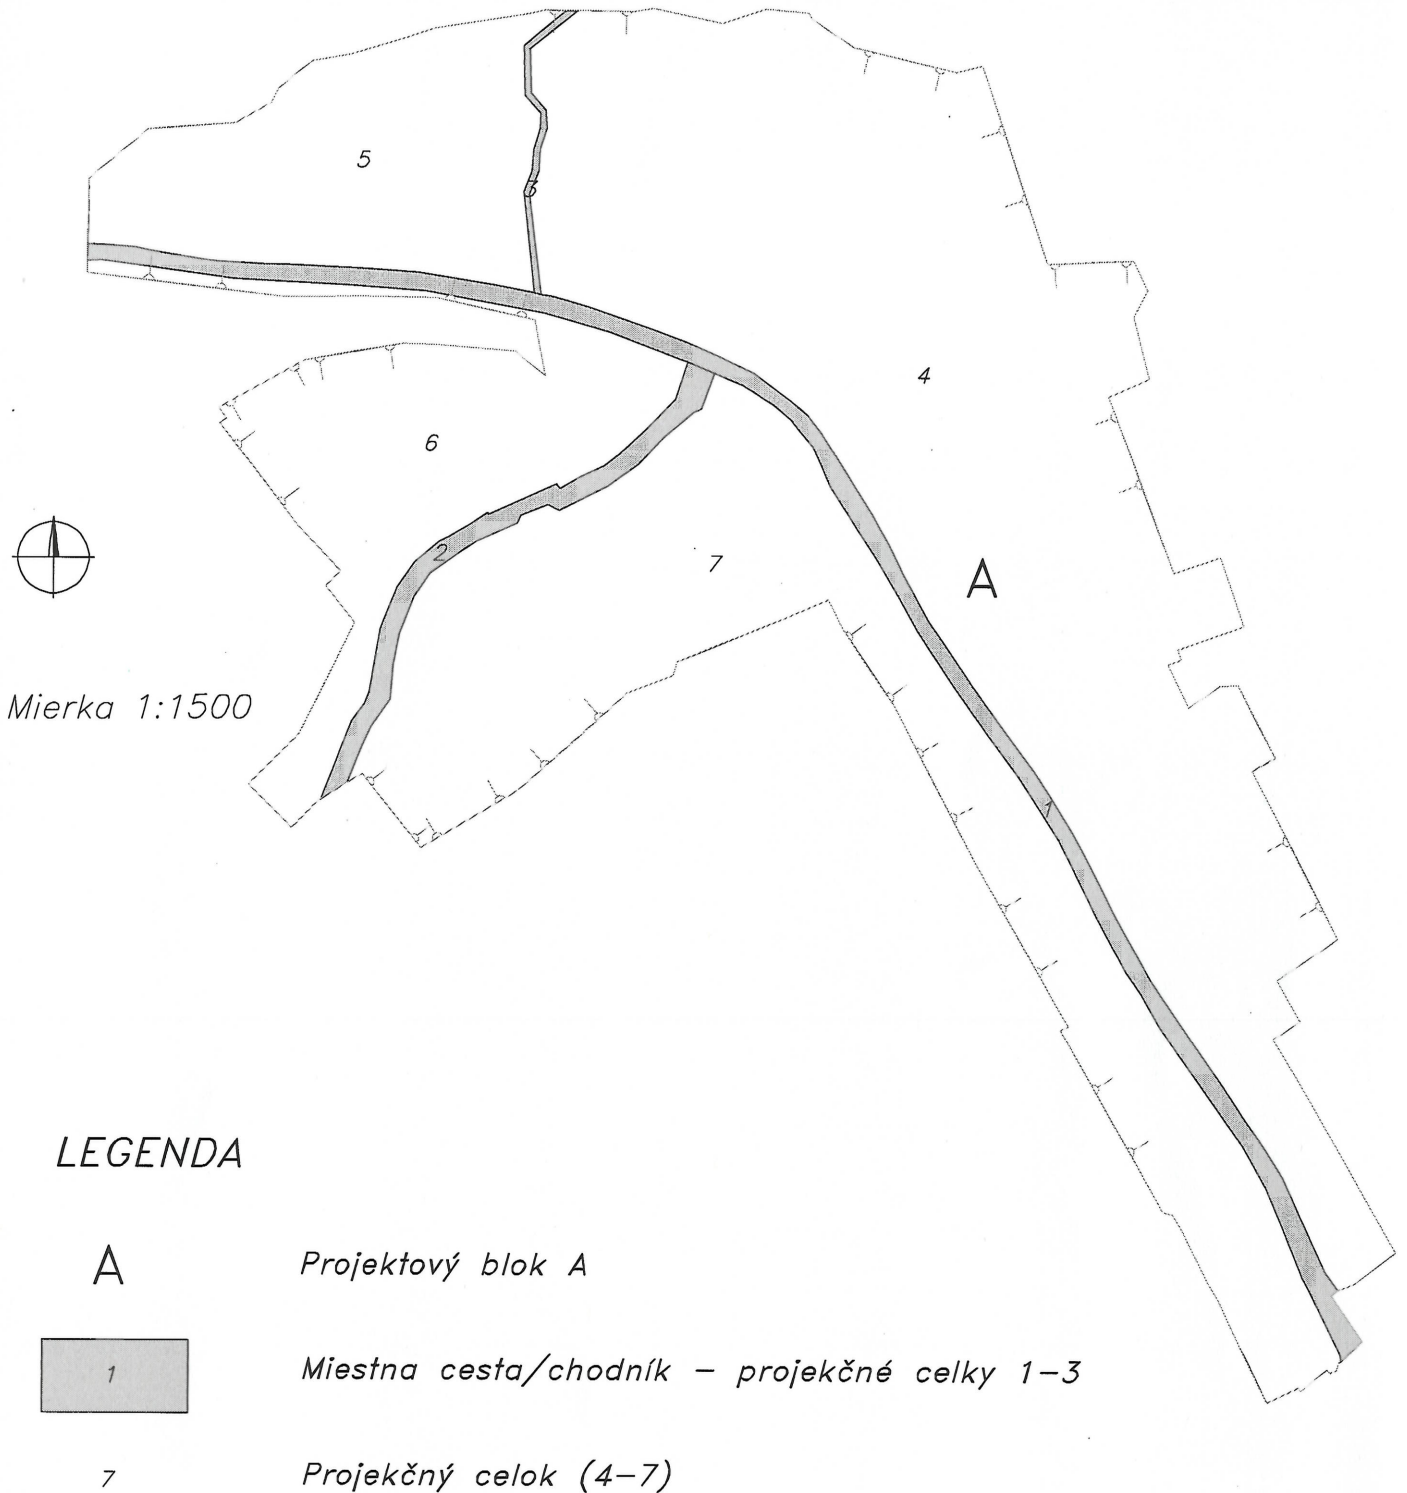 5
3
4
6
2
7
A
Mierka 1:1500
1
LEGENDA
A Projektový blok A
1 Miestna cesta/chodník – projekčné celky 1–3
7 Projekčný celok (4–7)